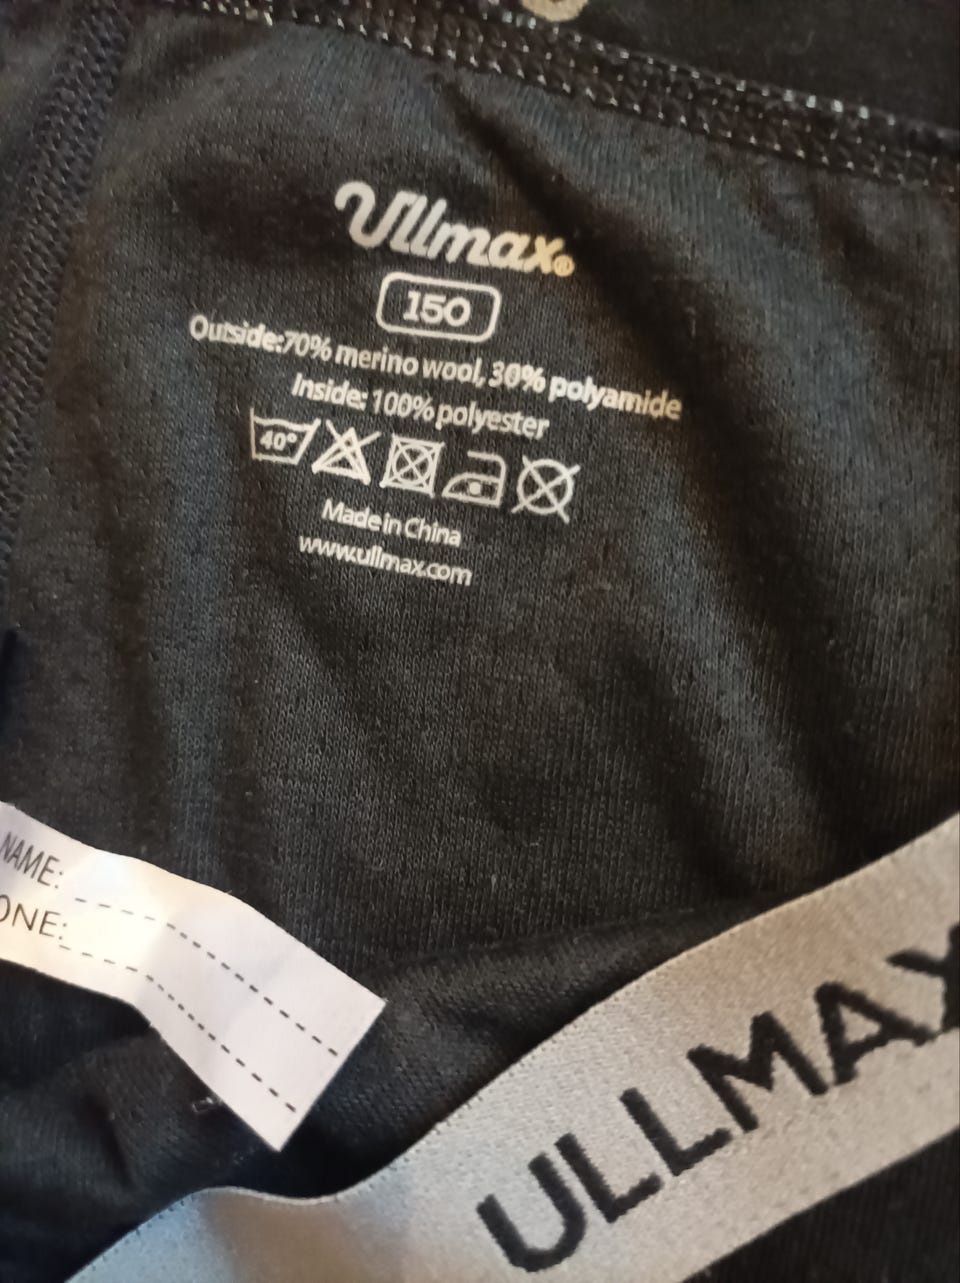 Ullmax®
150
Outside:70% merino wool, 30% polyamide
Inside: 100% polyester
40°
Made in China
www.ullmax.com
NAME:
ONE:
ULLMAX